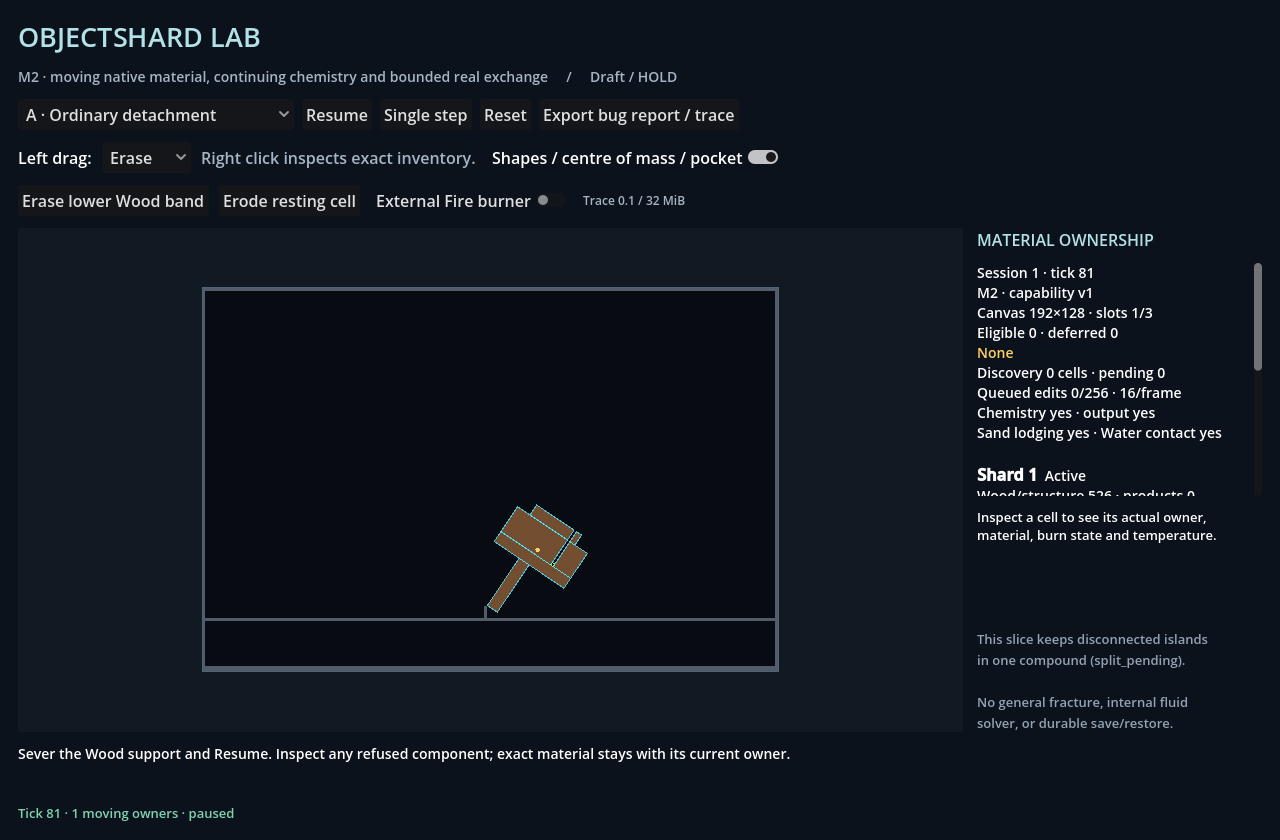 OBJECTSHARD LAB
M2 · moving native material, continuing chemistry and bounded real exchange / Draft / HOLD
A · Ordinary detachment Resume Single step Reset Export bug report / trace
Left drag: Erase Right click inspects exact inventory. Shapes / centre of mass / pocket
Erase lower Wood band Erode resting cell External Fire burner Trace 0.1 / 32 MiB
MATERIAL OWNERSHIP
Session 1 · tick 81
M2 · capability v1
Canvas 192×128 · slots 1/3
Eligible 0 · deferred 0
None
Discovery 0 cells · pending 0
Queued edits 0/256 · 16/frame
Chemistry yes · output yes
Sand lodging yes · Water contact yes
Shard 1 Active
Wood/structure 526 · products 0
Inspect a cell to see its actual owner,
material, burn state and temperature.
This slice keeps disconnected islands
in one compound (split_pending).
No general fracture, internal fluid
solver, or durable save/restore.
Sever the Wood support and Resume. Inspect any refused component; exact material stays with its current owner.
Tick 81 · 1 moving owners · paused